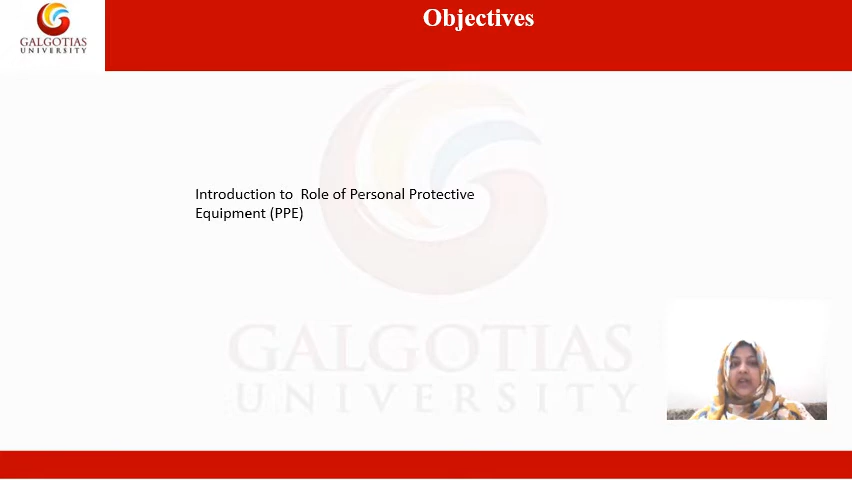 Objectives
GALGOTIAS
UNIVERSITY
Introduction to  Role of Personal Protective
Equipment (PPE)
GALGOTIAS
UNIVERSITY